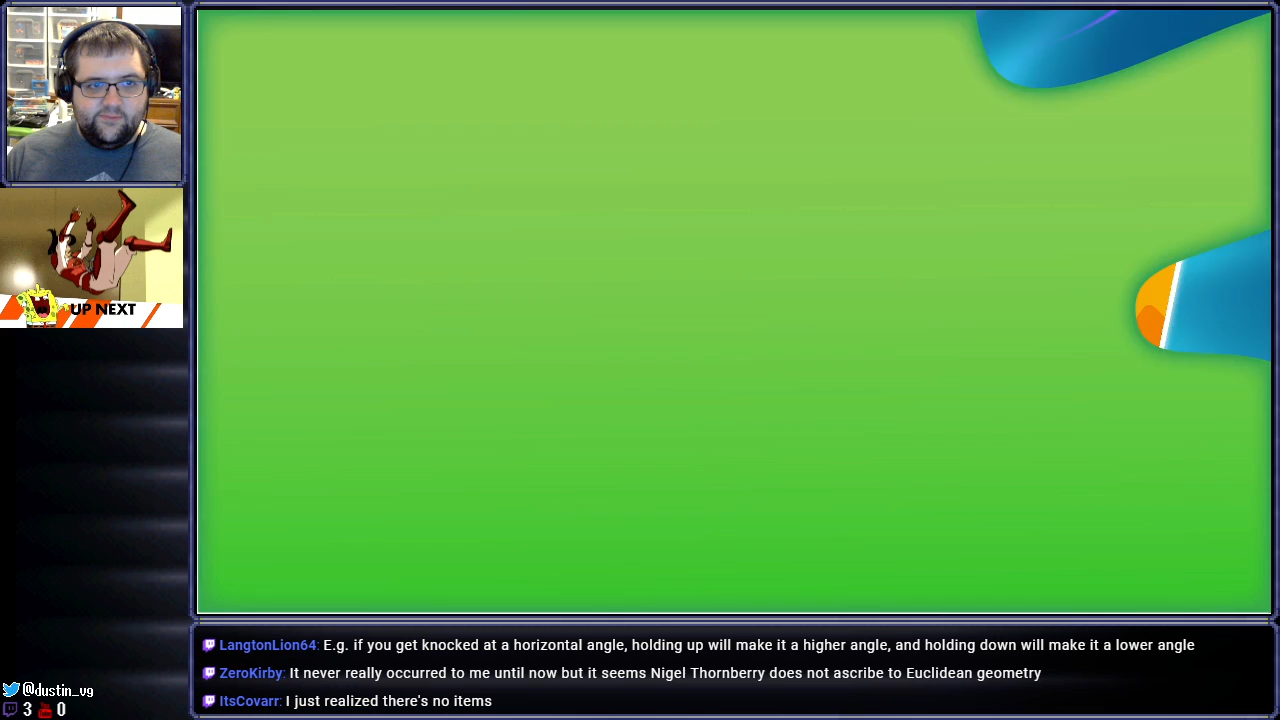 UP NEXT
LangtonLion64: E.g. if you get knocked at a horizontal angle, holding up will make it a higher angle, and holding down will make it a lower angle
ZeroKirby: It never really occurred to me until now but it seems Nigel Thornberry does not ascribe to Euclidean geometry
ItsCovarr: I just realized there's no items
@dustin_vg
3 0